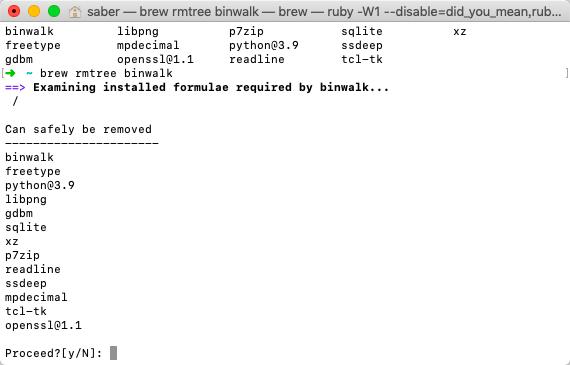 saber — brew rmtree binwalk — brew — ruby -W1 --disable=did_you_mean,rub...
binwalk libpng p7zip sqlite xz
freetype mpdecimal python@3.9 ssdeep
gdbm openssl@1.1 readline tcl-tk
[➜ ~ brew rmtree binwalk ]
==> Examining installed formulae required by binwalk...
/
Can safely be removed
----------------------
binwalk
freetype
python@3.9
libpng
gdbm
sqlite
xz
p7zip
readline
ssdeep
mpdecimal
tcl-tk
openssl@1.1
Proceed?[y/N]: